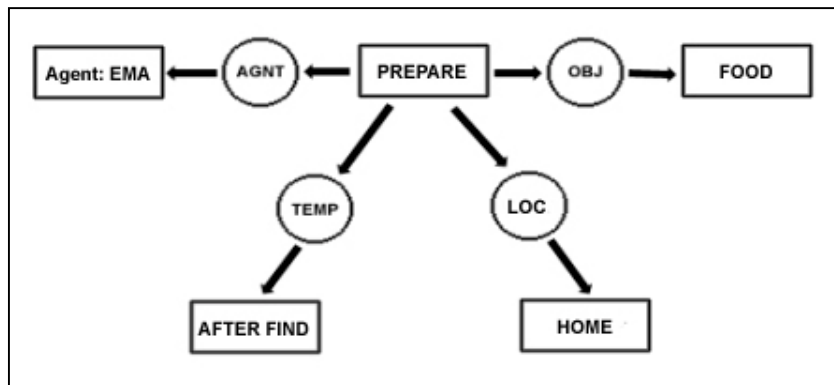 Agent: EMA
AGNT
PREPARE
OBJ
FOOD
TEMP
LOC
AFTER FIND
HOME